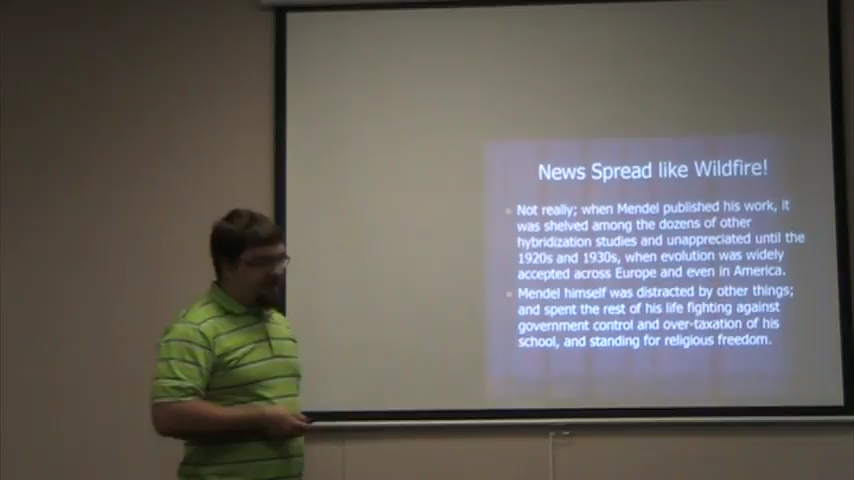 News Spread like Wildfire!
Not really; when Mendel published his work, it
was shelved among the dozens of other
hybridization studies and unappreciated until the
1920s and 1930s, when evolution was widely
accepted across Europe and even in America.
Mendel himself was distracted by other things;
and spent the rest of his life fighting against
government control and over-taxation of his
school, and standing for religious freedom.